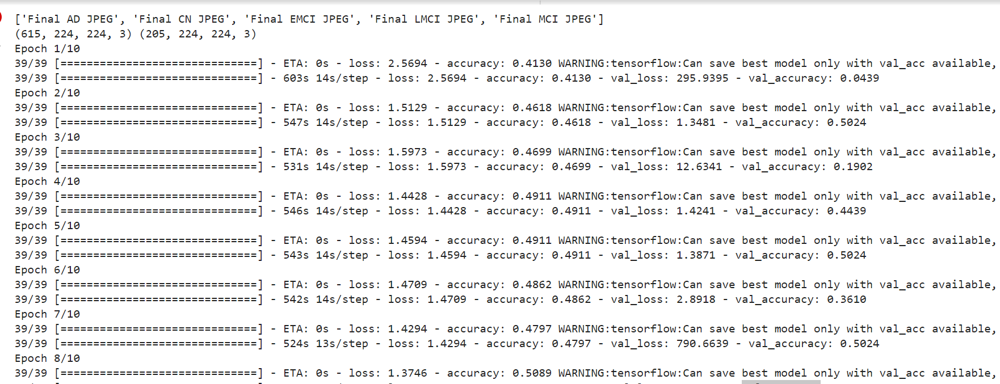 ['Final AD JPEG', 'Final CN JPEG', 'Final EMCI JPEG', 'Final LMCI JPEG', 'Final MCI JPEG']
(615, 224, 224, 3) (205, 224, 224, 3)
Epoch 1/10
39/39 [==============================] - ETA: 0s - loss: 2.5694 - accuracy: 0.4130 WARNING:tensorflow:Can save best model only with val_acc available,
39/39 [==============================] - 603s 14s/step - loss: 2.5694 - accuracy: 0.4130 - val_loss: 295.9395 - val_accuracy: 0.0439
Epoch 2/10
39/39 [==============================] - ETA: 0s - loss: 1.5129 - accuracy: 0.4618 WARNING:tensorflow:Can save best model only with val_acc available,
39/39 [==============================] - 547s 14s/step - loss: 1.5129 - accuracy: 0.4618 - val_loss: 1.3481 - val_accuracy: 0.5024
Epoch 3/10
39/39 [==============================] - ETA: 0s - loss: 1.5973 - accuracy: 0.4699 WARNING:tensorflow:Can save best model only with val_acc available,
39/39 [==============================] - 531s 14s/step - loss: 1.5973 - accuracy: 0.4699 - val_loss: 12.6341 - val_accuracy: 0.1902
Epoch 4/10
39/39 [==============================] - ETA: 0s - loss: 1.4428 - accuracy: 0.4911 WARNING:tensorflow:Can save best model only with val_acc available,
39/39 [==============================] - 546s 14s/step - loss: 1.4428 - accuracy: 0.4911 - val_loss: 1.4241 - val_accuracy: 0.4439
Epoch 5/10
39/39 [==============================] - ETA: 0s - loss: 1.4594 - accuracy: 0.4911 WARNING:tensorflow:Can save best model only with val_acc available,
39/39 [==============================] - 543s 14s/step - loss: 1.4594 - accuracy: 0.4911 - val_loss: 1.3871 - val_accuracy: 0.5024
Epoch 6/10
39/39 [==============================] - ETA: 0s - loss: 1.4709 - accuracy: 0.4862 WARNING:tensorflow:Can save best model only with val_acc available,
39/39 [==============================] - 542s 14s/step - loss: 1.4709 - accuracy: 0.4862 - val_loss: 2.8918 - val_accuracy: 0.3610
Epoch 7/10
39/39 [==============================] - ETA: 0s - loss: 1.4294 - accuracy: 0.4797 WARNING:tensorflow:Can save best model only with val_acc available,
39/39 [==============================] - 524s 13s/step - loss: 1.4294 - accuracy: 0.4797 - val_loss: 790.6639 - val_accuracy: 0.5024
Epoch 8/10
39/39 [==============================] - ETA: 0s - loss: 1.3746 - accuracy: 0.5089 WARNING:tensorflow:Can save best model only with val_acc available,